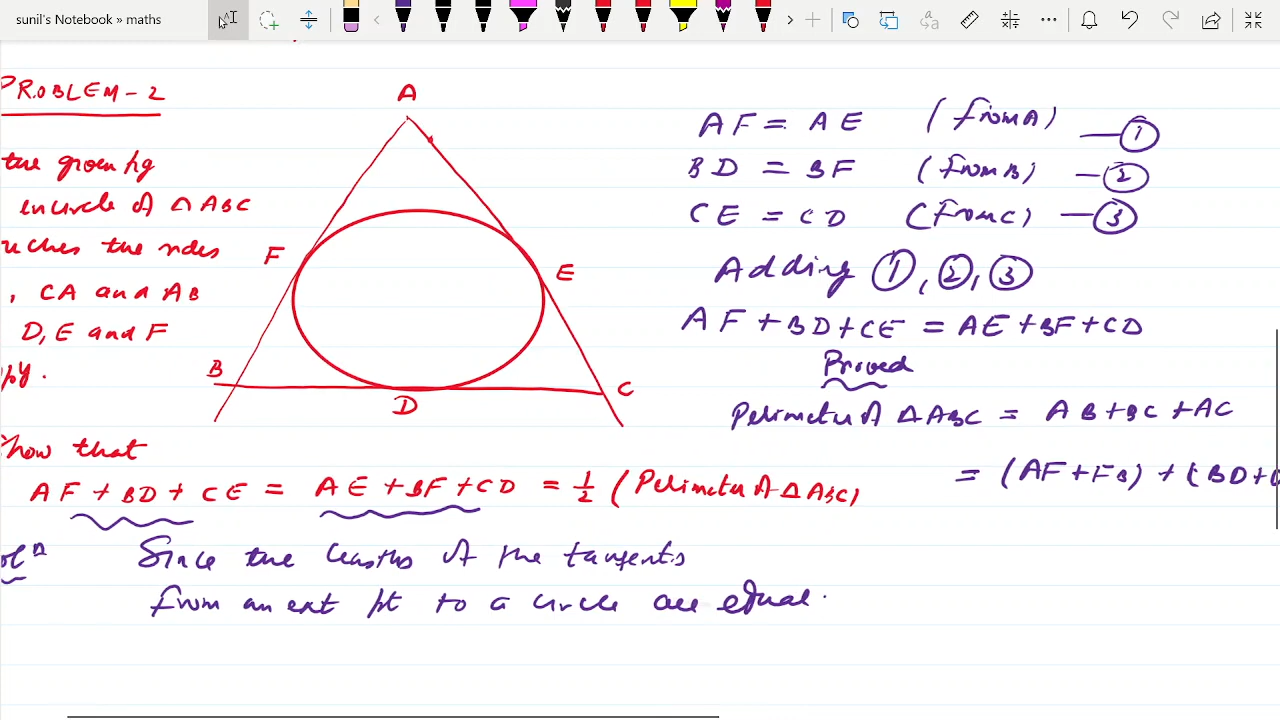 sunil's Notebook » maths
PROBLEM-2
the given fig
incircle of △ABC
uches the sides
, CA and AB
D, E and F
ply.
A
F
E
B
D
C
Show that
AF + BD + CE = AE + BF + CD = 1/2 (Perimeter of △ABC)
ol^n Since the lengths of the tangents
from an ext pt to a circle are equal.
AF = AE (from A) — ①
BD = BF (from B) — ②
CE = CD (from C) — ③
Adding ①, ②, ③
AF + BD + CE = AE + BF + CD
Proved
Perimeter of △ABC = AB + BC + AC
= (AF + FB) + (BD +